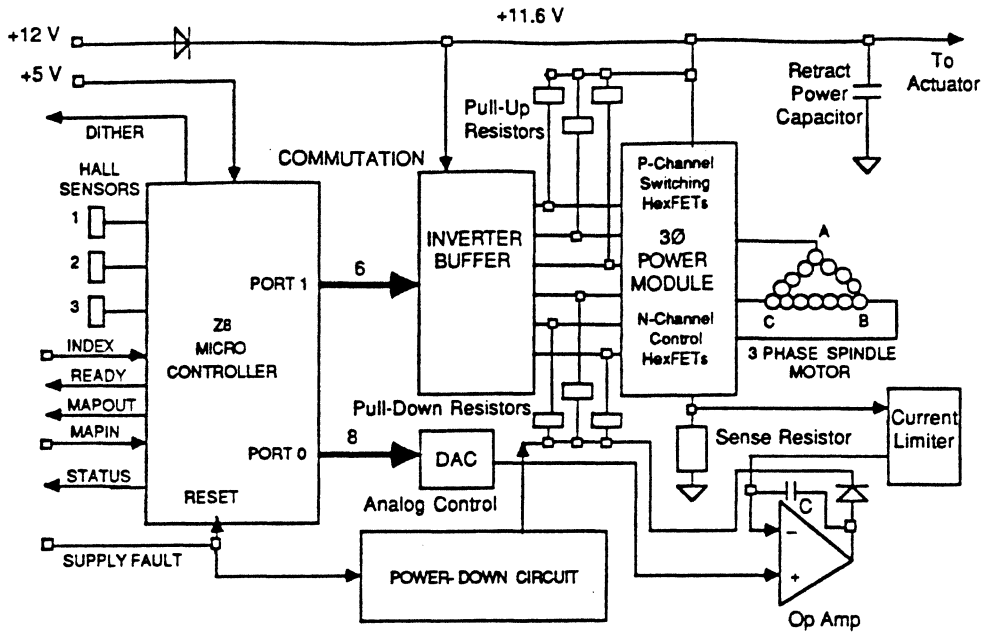 +11.6 V
+12 V
+5 V
To
Actuator
Retract
Power
Capacitor
Pull-Up
Resistors
DITHER
COMMUTATION
HALL
SENSORS
1
2
3
P-Channel
Switching
HexFETs
3Ø
POWER
MODULE
N-Channel
Control
HexFETs
INVERTER
BUFFER
A
C
B
3 PHASE SPINDLE
MOTOR
PORT 1
6
Z8
MICRO
CONTROLLER
INDEX
READY
MAPOUT
MAPIN
STATUS
PORT 0
8
RESET
Pull-Down Resistors
DAC
Analog Control
Sense Resistor
Current
Limiter
C
−
+
Op Amp
SUPPLY FAULT
POWER-DOWN CIRCUIT